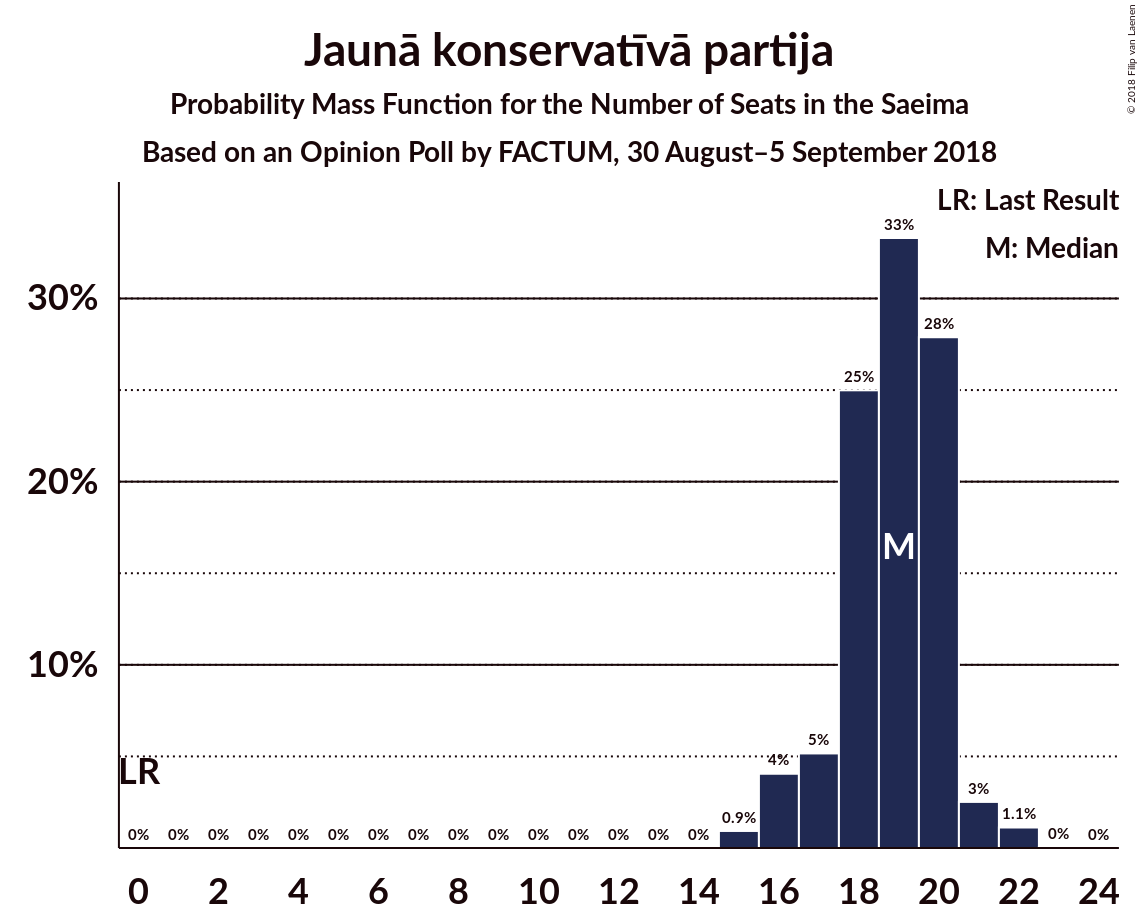 Jaunā konservatīvā partija
Probability Mass Function for the Number of Seats in the Saeima
Based on an Opinion Poll by FACTUM, 30 August–5 September 2018
© 2018 Filip van Laenen
LR: Last Result
M: Median
33%
30%
28%
25%
20%
M
10%
5%
4%
LR
3%
1.1%
0.9%
0% 0% 0% 0% 0% 0% 0% 0% 0% 0% 0% 0% 0% 0% 0% 0% 0%
0 2 4 6 8 10 12 14 16 18 20 22 24